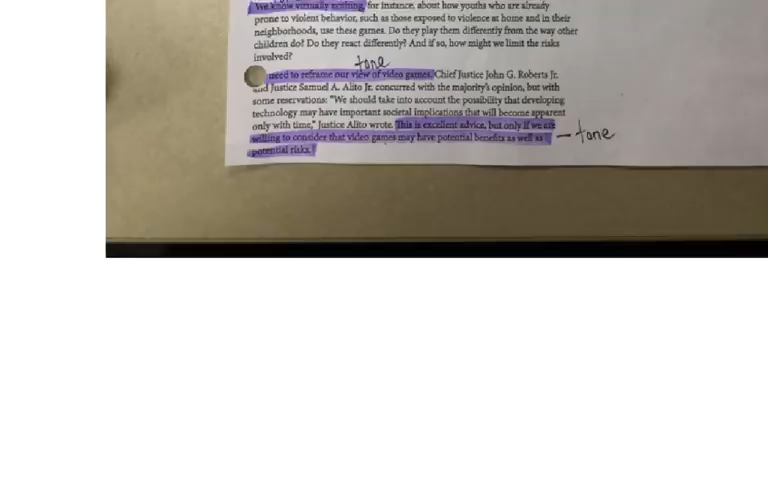 We know virtually nothing, for instance, about how youths who are already
prone to violent behavior, such as those exposed to violence at home and in their
neighborhoods, use these games. Do they play them differently from the way other
children do? Do they react differently? And if so, how might we limit the risks
involved?
tone
need to reframe our view of video games. Chief Justice John G. Roberts Jr.
and Justice Samuel A. Alito Jr. concurred with the majority's opinion, but with
some reservations: "We should take into account the possibility that developing
technology may have important societal implications that will become apparent
only with time," Justice Alito wrote. This is excellent advice, but only if we are
willing to consider that video games may have potential benefits as well as
– tone
potential risks.